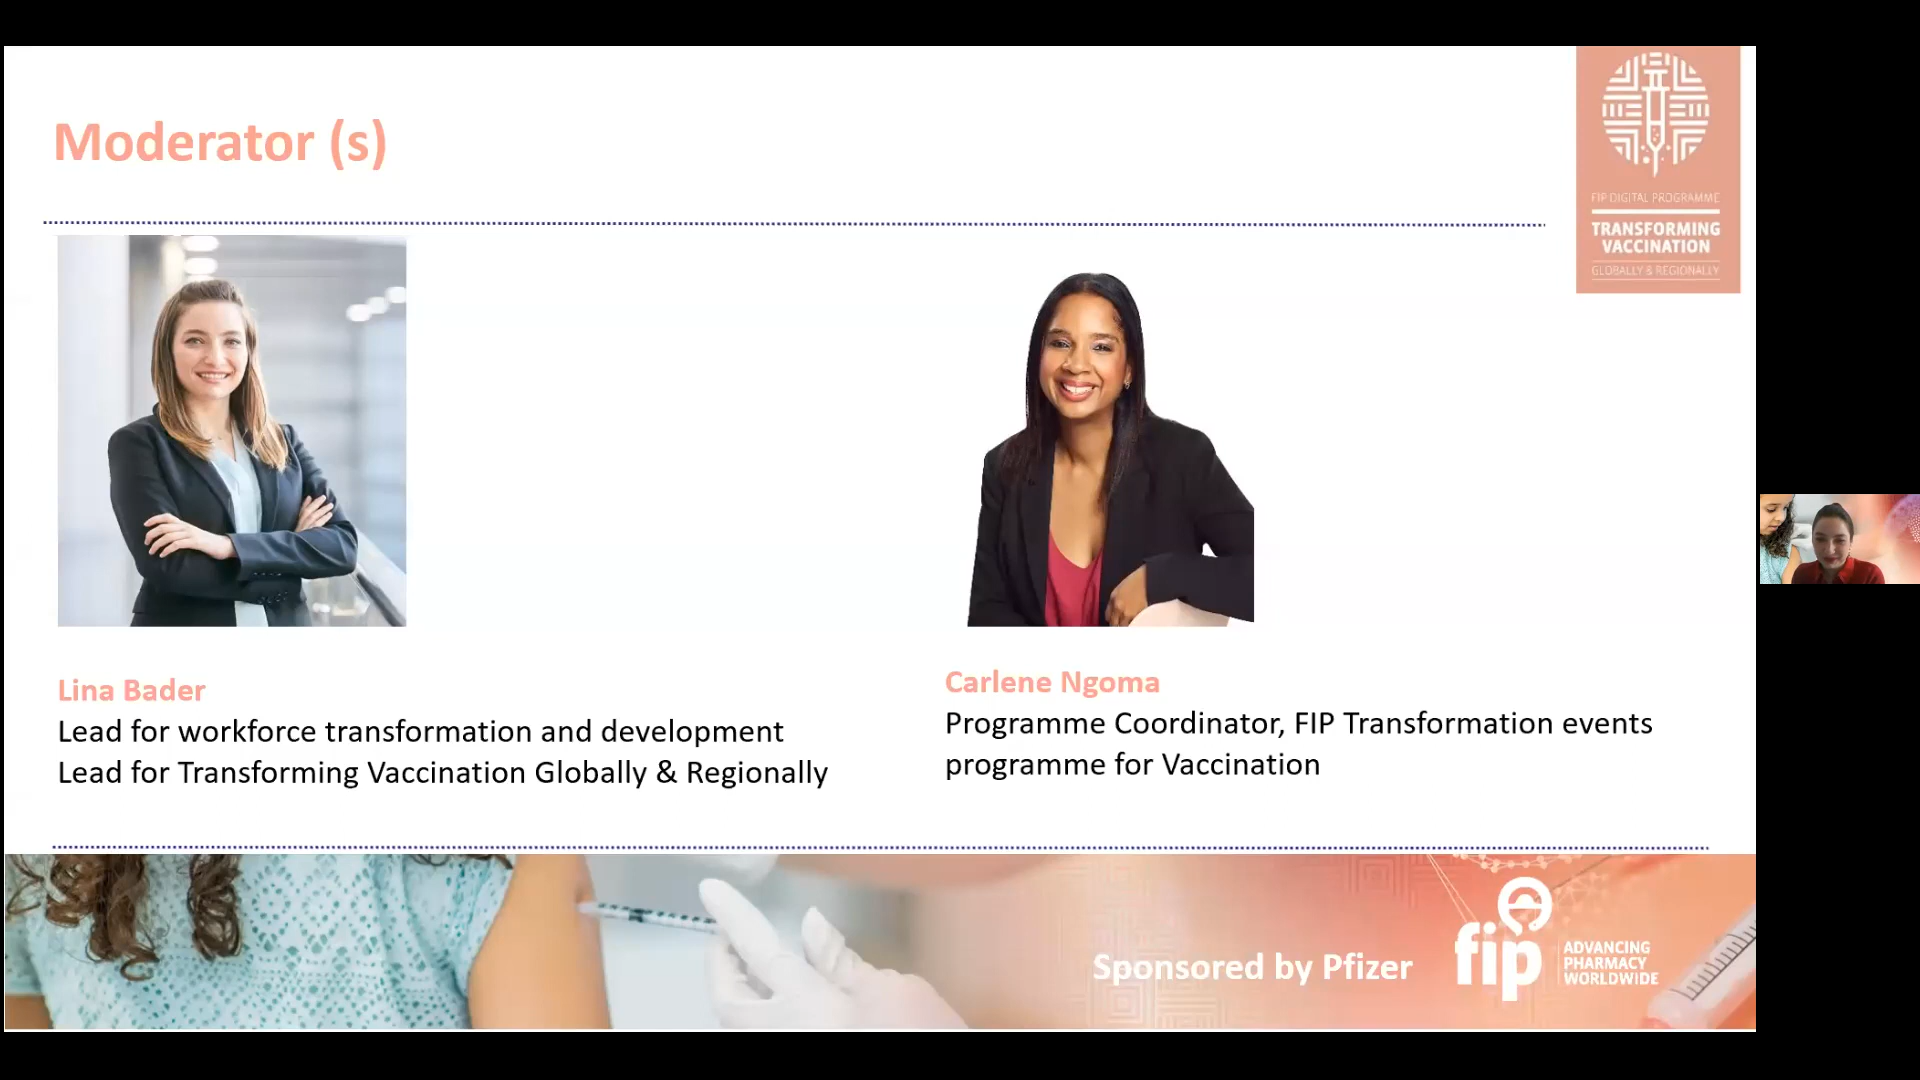 Moderator (s)
FIP DIGITAL PROGRAMME
TRANSFORMING
VACCINATION
GLOBALLY & REGIONALLY
Lina Bader
Lead for workforce transformation and development
Lead for Transforming Vaccination Globally & Regionally
Carlene Ngoma
Programme Coordinator, FIP Transformation events
programme for Vaccination
Sponsored by Pfizer
fip
ADVANCING
PHARMACY
WORLDWIDE